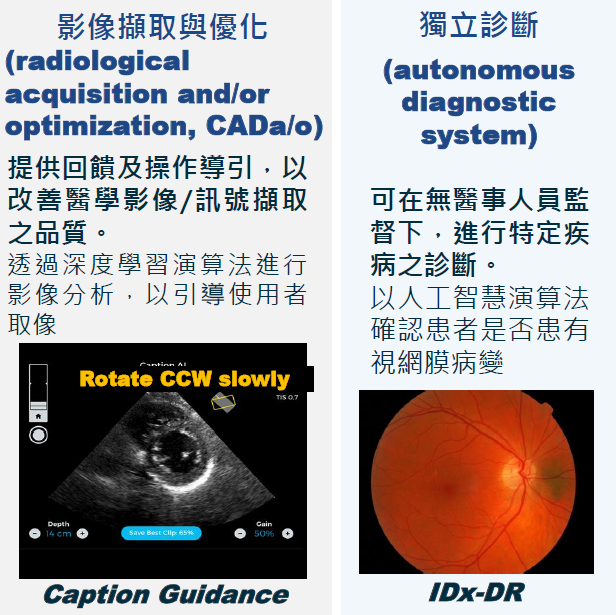 影像擷取與優化
(radiological
acquisition and/or
optimization, CADa/o)
提供回饋及操作導引，以
改善醫學影像/訊號擷取
之品質。
透過深度學習演算法進行
影像分析，以引導使用者
取像
Caption AI
Rotate CCW slowly
TIS 0.7
Depth
14 cm
Save Best Clip: 65%
Gain
50%
Caption Guidance
獨立診斷
(autonomous
diagnostic
system)
可在無醫事人員監
督下，進行特定疾
病之診斷。
以人工智慧演算法
確認患者是否患有
視網膜病變
IDx-DR